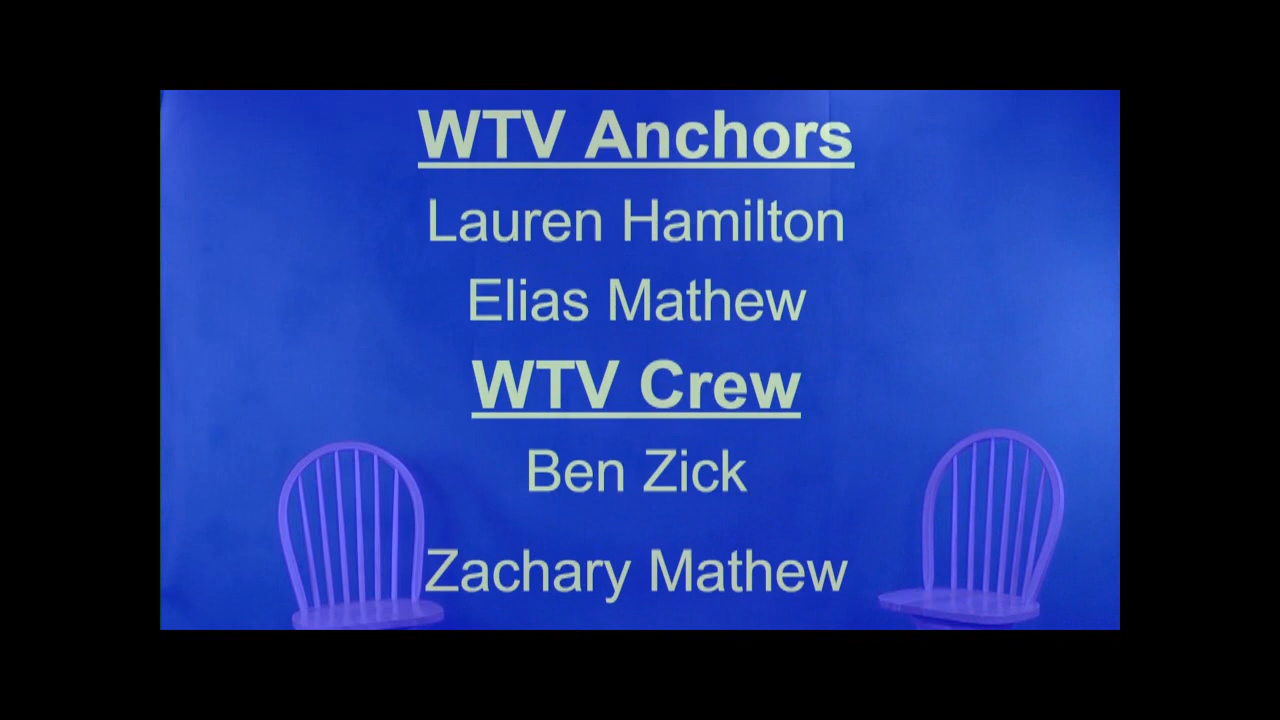 WTV Anchors
Lauren Hamilton
Elias Mathew
WTV Crew
Ben Zick
Zachary Mathew